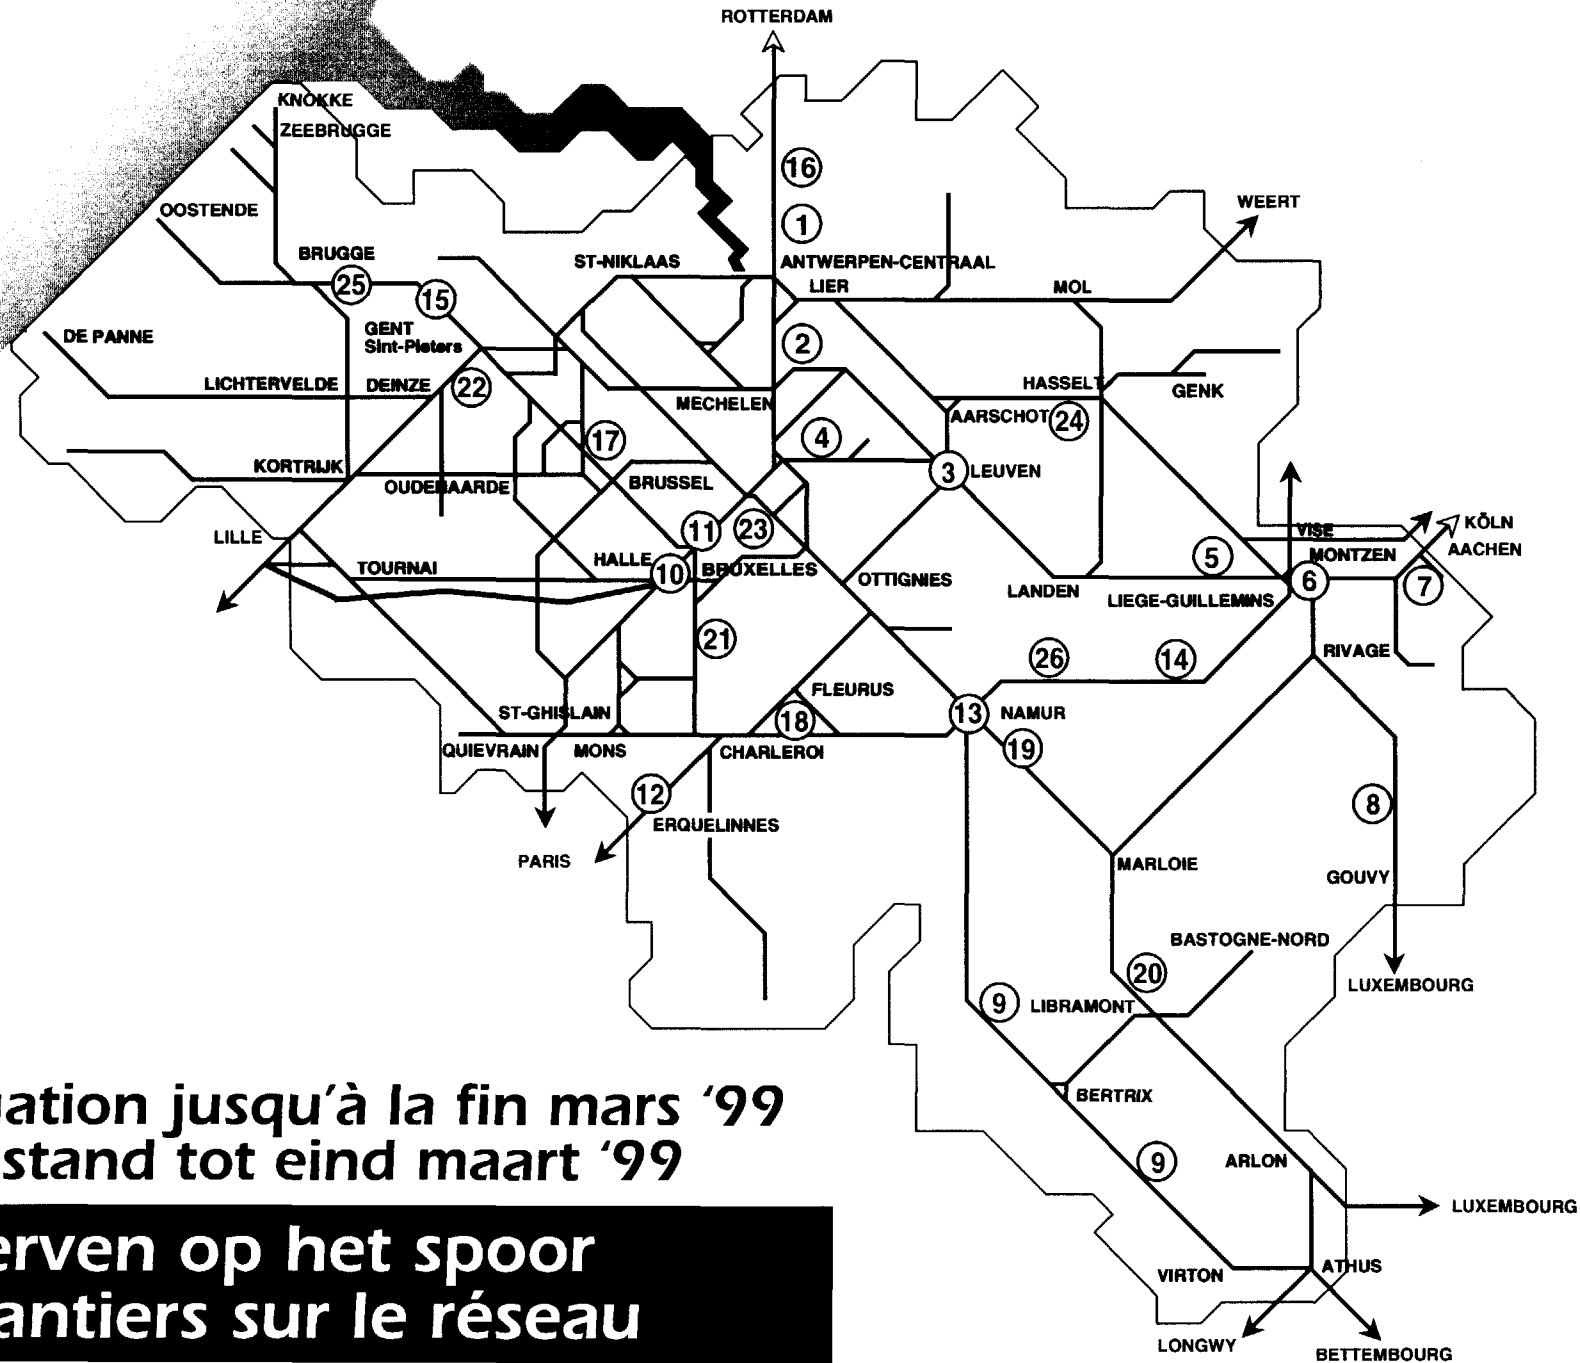 ROTTERDAM
KNOKKE
ZEEBRUGGE
16
OOSTENDE
WEERT
1
BRUGGE
ST-NIKLAAS
ANTWERPEN-CENTRAAL
25
15
LIER
MOL
DE PANNE
GENT
Sint-Pieters
2
LICHTERVELDE
DEINZE
22
MECHELEN
HASSELT
GENK
AARSCHOT
24
17
4
KORTRIJK
OUDENAARDE
BRUSSEL
3
LEUVEN
LILLE
11
23
VISE
KÖLN
AACHEN
TOURNAI
HALLE
10
BRUXELLES
OTTIGNIES
LANDEN
5
MONTZEN
LIEGE-GUILLEMINS
6
7
21
26
14
RIVAGE
FLEURUS
ST-GHISLAIN
18
13
NAMUR
QUIEVRAIN
MONS
CHARLEROI
19
12
ERQUELINNES
8
PARIS
MARLOIE
GOUVY
BASTOGNE-NORD
20
LUXEMBOURG
9
LIBRAMONT
BERTRIX
uation jusqu'à la fin mars ‘99
stand tot eind maart ‘99
9
ARLON
LUXEMBOURG
erven op het spoor
antiers sur le réseau
VIRTON
ATHUS
LONGWY
BETTEMBOURG